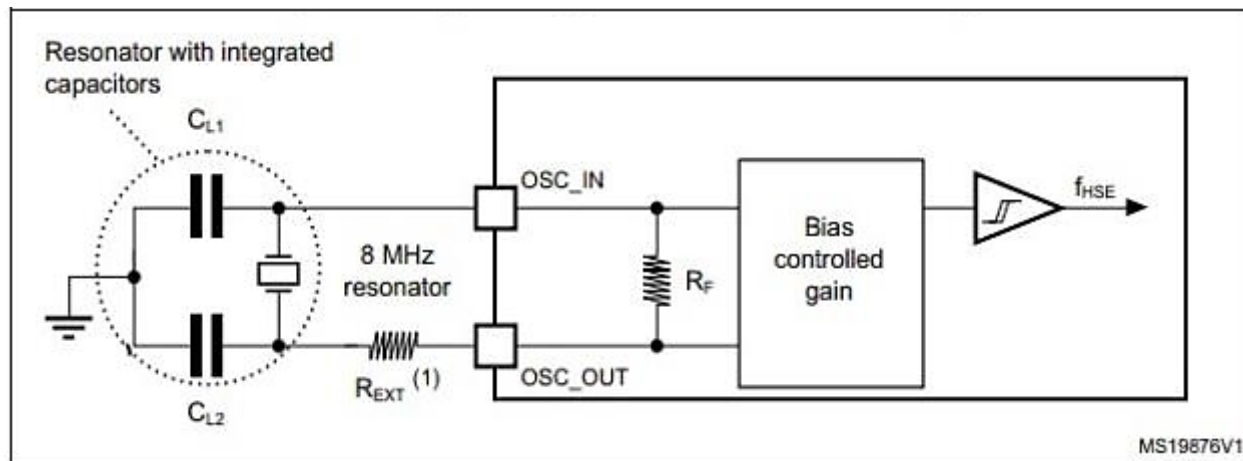 Resonator with integrated
capacitors
CL1
OSC_IN
fHSE
8 MHz
resonator
RF
Bias
controlled
gain
REXT (1)
OSC_OUT
CL2
MS19876V1